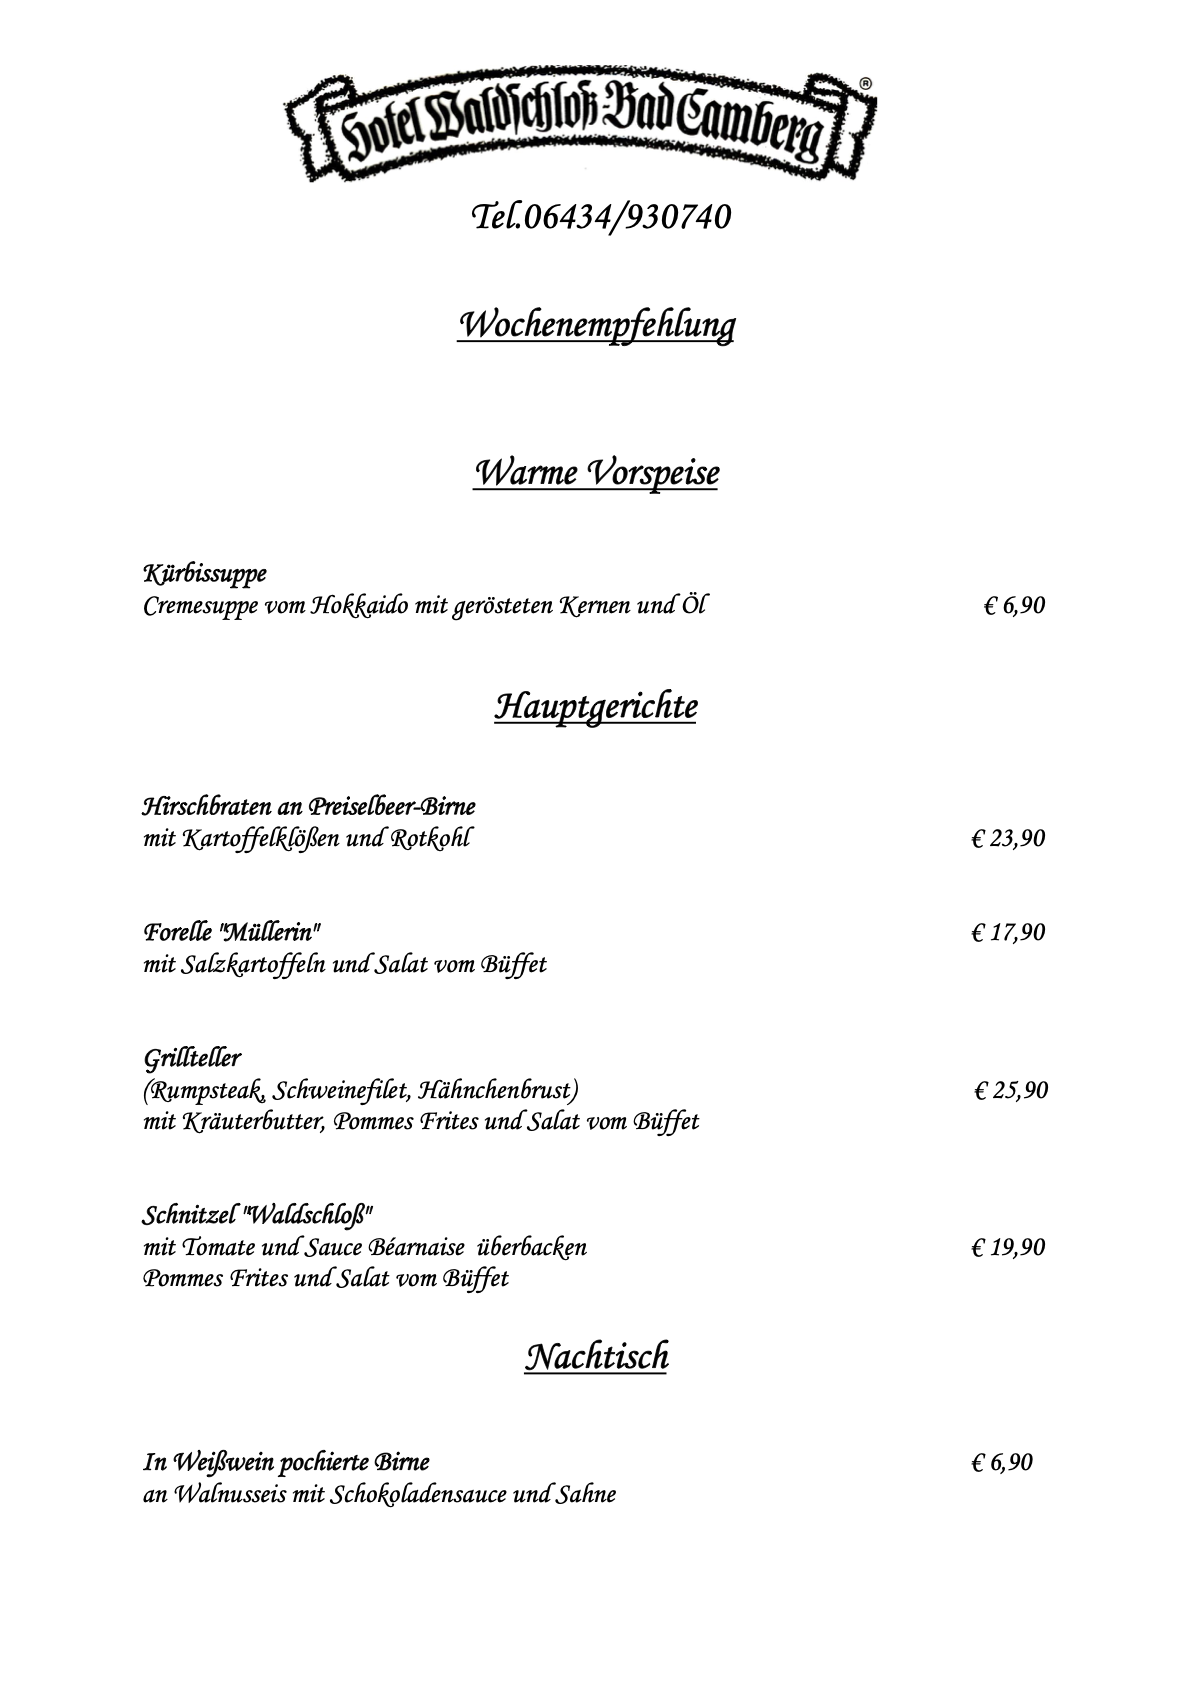 Hotel Waldschloß-Bad Camberg ®
Tel.06434/930740
Wochenempfehlung
Warme Vorspeise
Kürbissuppe
Cremesuppe vom Hokkaido mit gerösteten Kernen und Öl € 6,90
Hauptgerichte
Hirschbraten an Preiselbeer-Birne
mit Kartoffelklößen und Rotkohl € 23,90
Forelle "Müllerin" € 17,90
mit Salzkartoffeln und Salat vom Büffet
Grillteller
(Rumpsteak, Schweinefilet, Hähnchenbrust) € 25,90
mit Kräuterbutter, Pommes Frites und Salat vom Büffet
Schnitzel "Waldschloß"
mit Tomate und Sauce Béarnaise  überbacken € 19,90
Pommes Frites und Salat vom Büffet
Nachtisch
In Weißwein pochierte Birne € 6,90
an Walnusseis mit Schokoladensauce und Sahne